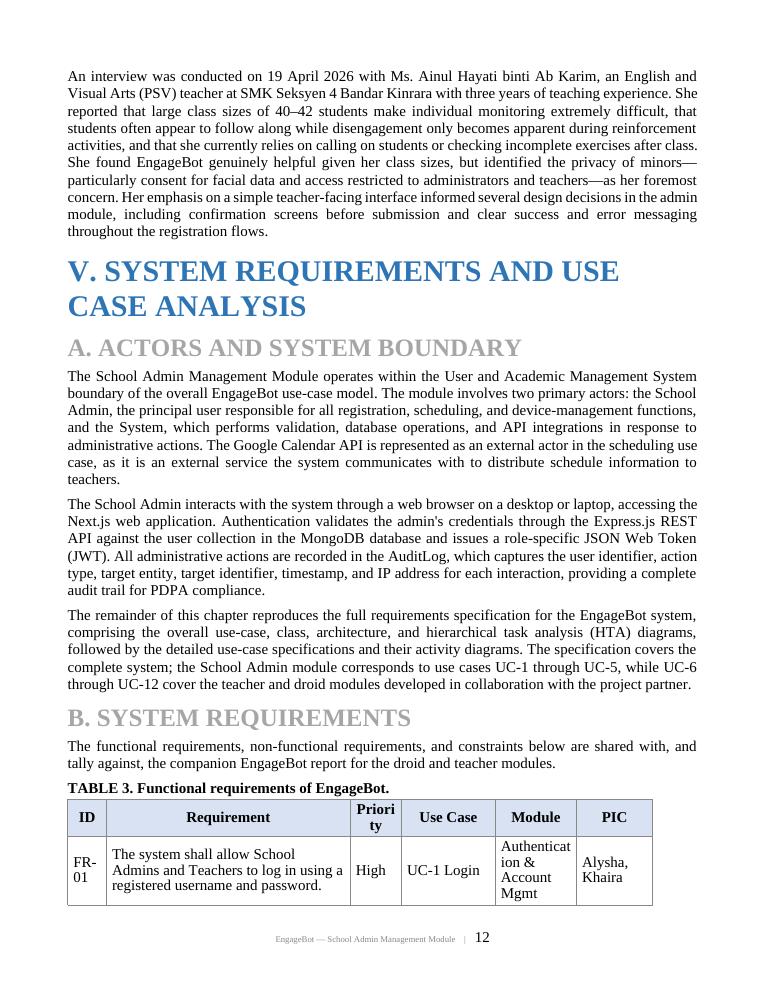 An interview was conducted on 19 April 2026 with Ms. Ainul Hayati binti Ab Karim, an English and
Visual Arts (PSV) teacher at SMK Seksyen 4 Bandar Kinrara with three years of teaching experience. She
reported that large class sizes of 40–42 students make individual monitoring extremely difficult, that
students often appear to follow along while disengagement only becomes apparent during reinforcement
activities, and that she currently relies on calling on students or checking incomplete exercises after class.
She found EngageBot genuinely helpful given her class sizes, but identified the privacy of minors—
particularly consent for facial data and access restricted to administrators and teachers—as her foremost
concern. Her emphasis on a simple teacher-facing interface informed several design decisions in the admin
module, including confirmation screens before submission and clear success and error messaging
throughout the registration flows.
V. SYSTEM REQUIREMENTS AND USE
CASE ANALYSIS
A. ACTORS AND SYSTEM BOUNDARY
The School Admin Management Module operates within the User and Academic Management System
boundary of the overall EngageBot use-case model. The module involves two primary actors: the School
Admin, the principal user responsible for all registration, scheduling, and device-management functions,
and the System, which performs validation, database operations, and API integrations in response to
administrative actions. The Google Calendar API is represented as an external actor in the scheduling use
case, as it is an external service the system communicates with to distribute schedule information to
teachers.
The School Admin interacts with the system through a web browser on a desktop or laptop, accessing the
Next.js web application. Authentication validates the admin's credentials through the Express.js REST
API against the user collection in the MongoDB database and issues a role-specific JSON Web Token
(JWT). All administrative actions are recorded in the AuditLog, which captures the user identifier, action
type, target entity, target identifier, timestamp, and IP address for each interaction, providing a complete
audit trail for PDPA compliance.
The remainder of this chapter reproduces the full requirements specification for the EngageBot system,
comprising the overall use-case, class, architecture, and hierarchical task analysis (HTA) diagrams,
followed by the detailed use-case specifications and their activity diagrams. The specification covers the
complete system; the School Admin module corresponds to use cases UC-1 through UC-5, while UC-6
through UC-12 cover the teacher and droid modules developed in collaboration with the project partner.
B. SYSTEM REQUIREMENTS
The functional requirements, non-functional requirements, and constraints below are shared with, and
tally against, the companion EngageBot report for the droid and teacher modules.
TABLE 3. Functional requirements of EngageBot.
ID
Requirement
Priori
ty
Use Case
Module
PIC
FR-
01
The system shall allow School
Admins and Teachers to log in using a
registered username and password.
High
UC-1 Login
Authenticat
ion &
Account
Mgmt
Alysha,
Khaira
EngageBot — School Admin Management Module | 12